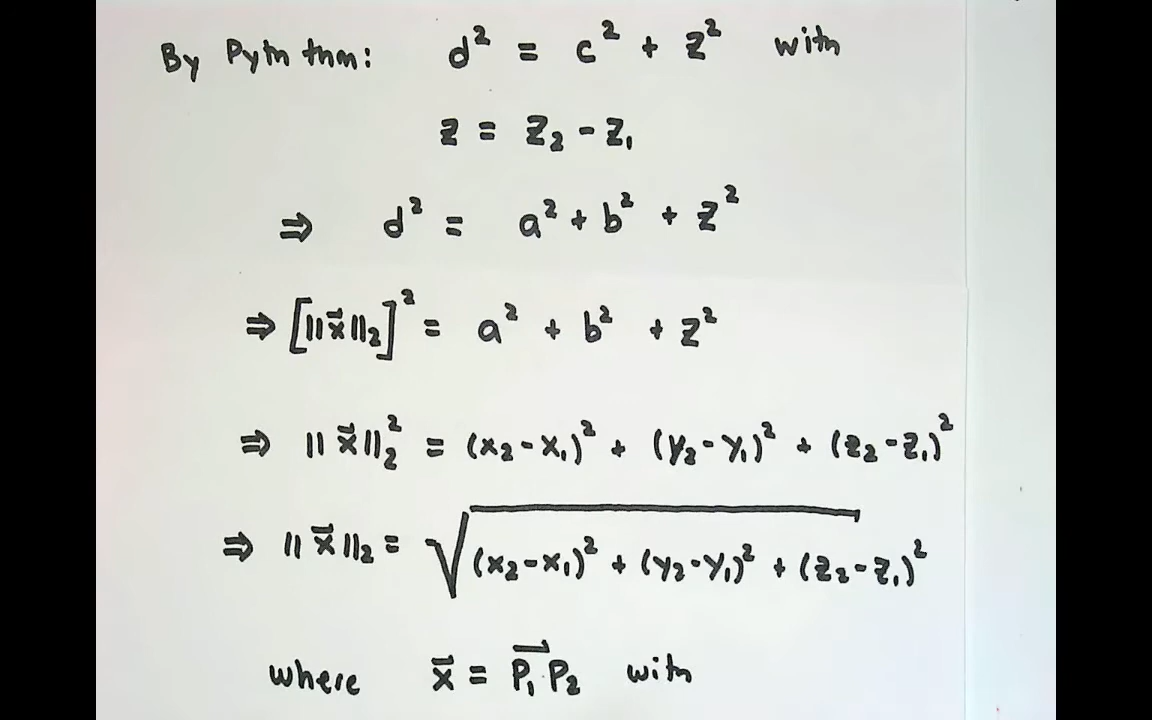 By Pyth thm: d² = c² + z² with
z = z₂ - z₁
⇒ d² = a² + b² + z²
⇒ [||x⃗||₂]² = a² + b² + z²
⇒ ||x⃗||₂² = (x₂-x₁)² + (y₂-y₁)² + (z₂-z₁)²
⇒ ||x⃗||₂ = √(x₂-x₁)² + (y₂-y₁)² + (z₂-z₁)²
where x⃗ = P₁P₂⃗ with